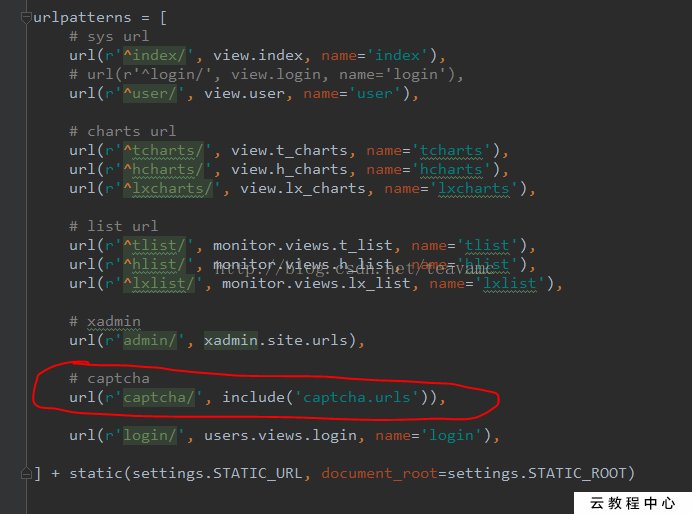 urlpatterns = [
# sys url
url(r'^index/', view.index, name='index'),
# url(r'^login/', view.login, name='login'),
url(r'^user/', view.user, name='user'),
# charts url
url(r'^tcharts/', view.t_charts, name='tcharts'),
url(r'^hcharts/', view.h_charts, name='hcharts'),
url(r'^lxcharts/', view.lx_charts, name='lxcharts'),
# list url
url(r'^tlist/', monitor.views.t_list, name='tlist'),
url(r'^hlist/', monitor.views.h_list, name='hlist'),
http://blog.csdn.net/teavamc
url(r'^lxlist/', monitor.views.lx_list, name='lxlist'),
# xadmin
url(r'admin/', xadmin.site.urls),
# captcha
url(r'captcha/', include('captcha.urls')),
url(r'login/', users.views.login, name='login'),
] + static(settings.STATIC_URL, document_root=settings.STATIC_ROOT)
云教程中心